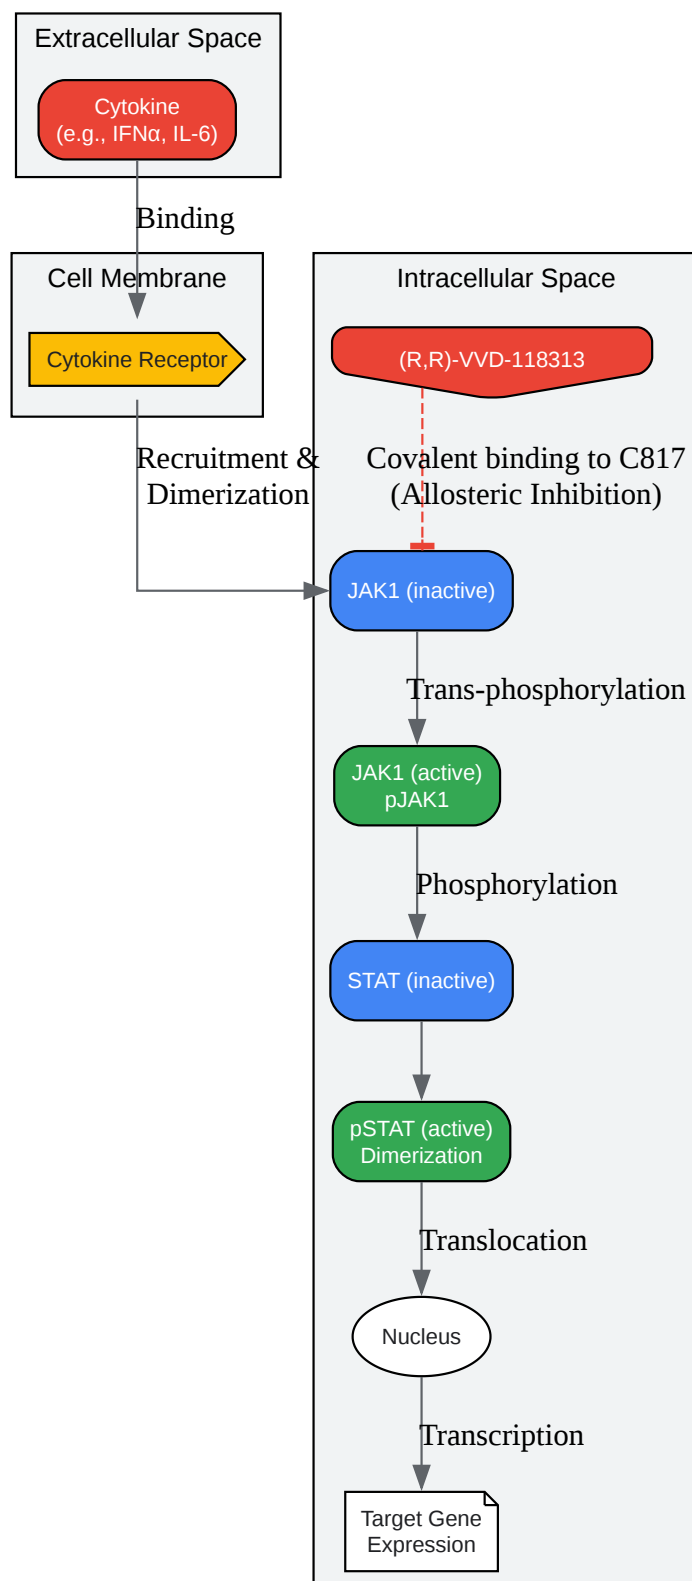 Extracellular Space
Cytokine
(e.g., IFNα, IL-6)
Binding
Cell Membrane
Cytokine Receptor
Intracellular Space
(R,R)-VVD-118313
Recruitment &
Dimerization
Covalent binding to C817
(Allosteric Inhibition)
JAK1 (inactive)
Trans-phosphorylation
JAK1 (active)
pJAK1
Phosphorylation
STAT (inactive)
pSTAT (active)
Dimerization
Translocation
Nucleus
Transcription
Target Gene
Expression